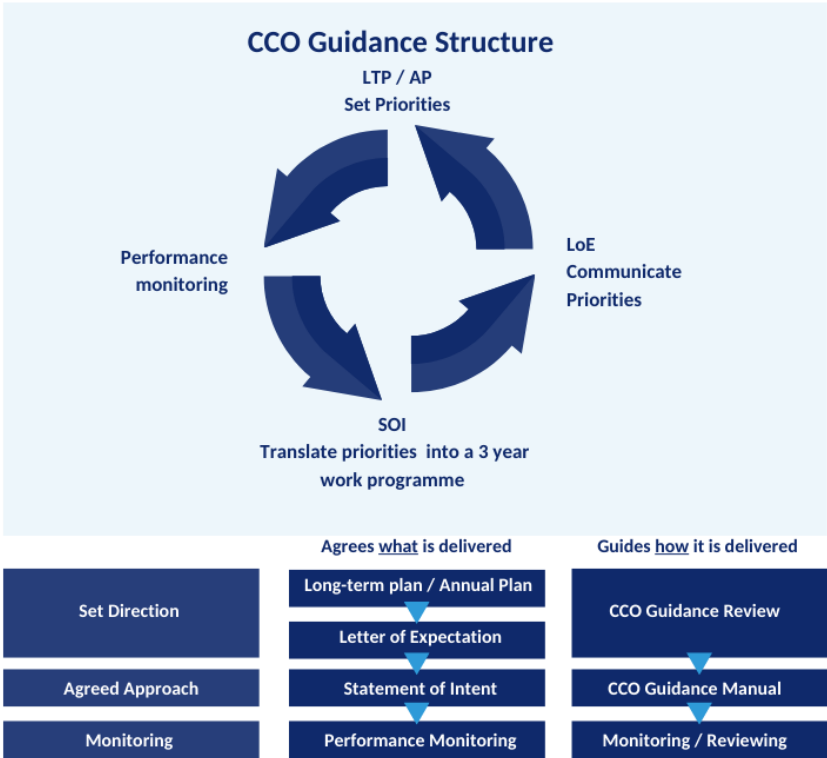 CCO Guidance Structure
LTP / AP
Set Priorities
Performance
monitoring
LoE
Communicate
Priorities
SOI
Translate priorities into a 3 year
work programme
Agrees what is delivered
Guides how it is delivered
Set Direction
Long-term plan / Annual Plan
Letter of Expectation
CCO Guidance Review
Agreed Approach
Statement of Intent
CCO Guidance Manual
Monitoring
Performance Monitoring
Monitoring / Reviewing